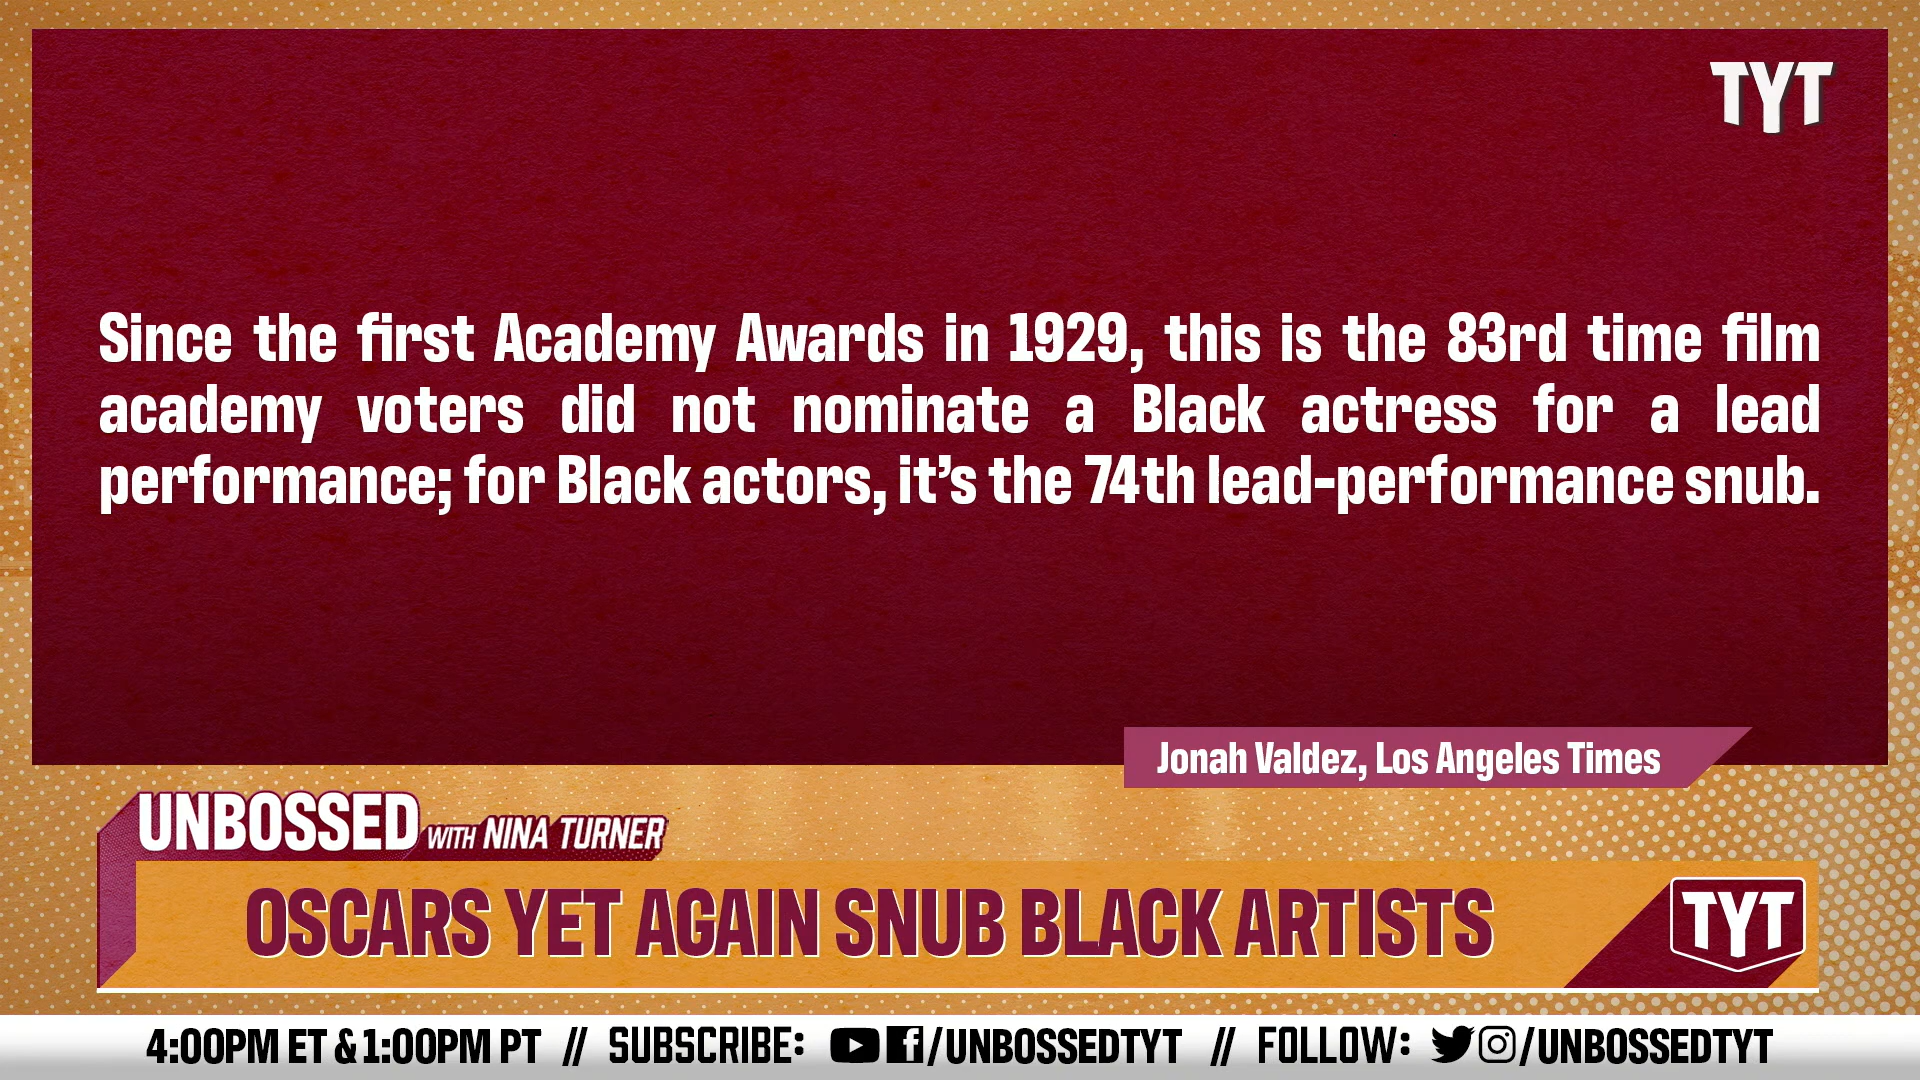 TYT
Since the first Academy Awards in 1929, this is the 83rd time film
academy voters did not nominate a Black actress for a lead
performance; for Black actors, it’s the 74th lead-performance snub.
Jonah Valdez, Los Angeles Times
UNBOSSED WITH NINA TURNER
OSCARS YET AGAIN SNUB BLACK ARTISTS
TYT
4:00PM ET & 1:00PM PT // SUBSCRIBE: /UNBOSSEDTYT // FOLLOW: /UNBOSSEDTYT